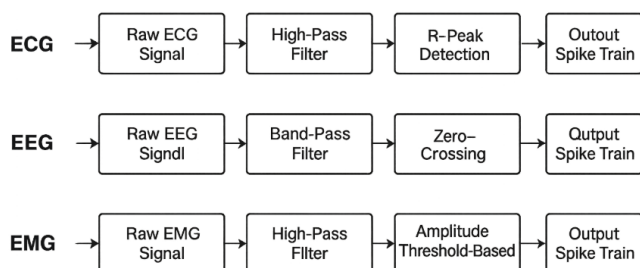 ECG
Raw ECG
Signal
High-Pass
Filter
R-Peak
Detection
Outout
Spike Train
EEG
Raw EEG
Signdl
Band-Pass
Filter
Zero–
Crossing
Qutput
Spike Train
EMG
Raw EMG
Signal
High-Pass
Filter
Amplitude
Threshold-Based
Output
Spike Train